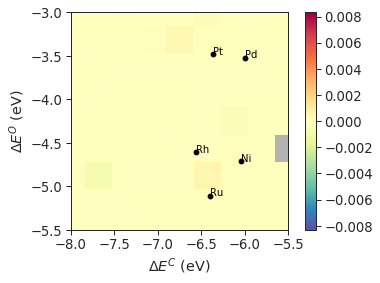 −3.0
−3.5
−4.0
−4.5
−5.0
−5.5
ΔE^O (eV)
Pt
Pd
Rh
Ni
Ru
−8.0 −7.5 −7.0 −6.5 −6.0 −5.5
ΔE^C (eV)
0.008
0.006
0.004
0.002
0.000
−0.002
−0.004
−0.006
−0.008